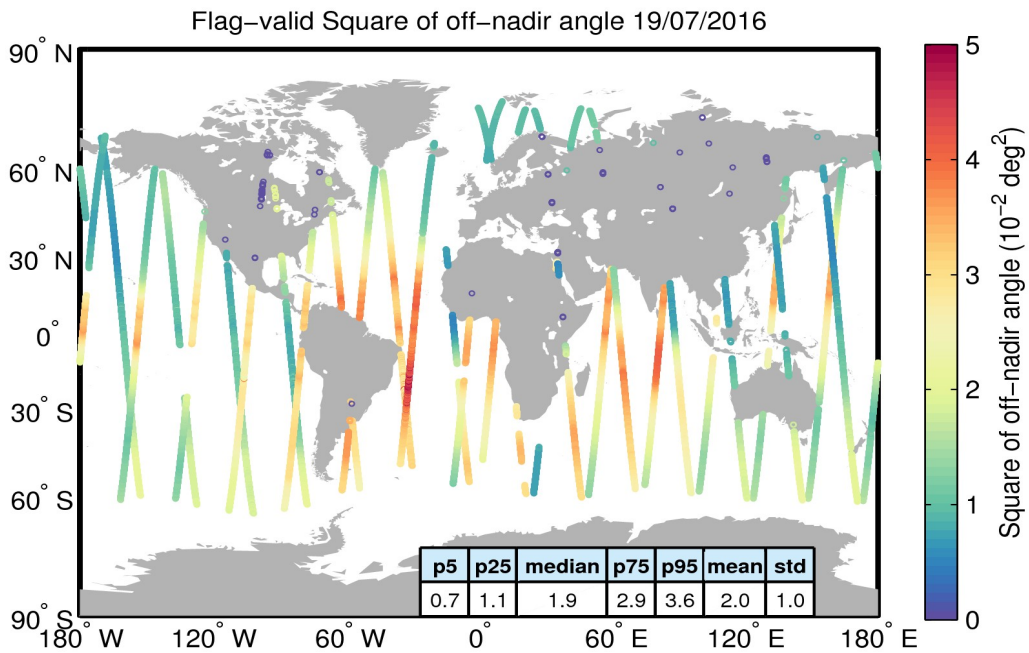 Flag−valid Square of off−nadir angle 19/07/2016
90° N
60° N
30° N
0°
30° S
60° S
90° S
180° W
120° W
60° W
0°
60° E
120° E
180° E
p5 p25 median p75 p95 mean std
0.7 1.1 1.9 2.9 3.6 2.0 1.0
5
4
3
2
1
0
Square of off−nadir angle (10⁻² deg²)